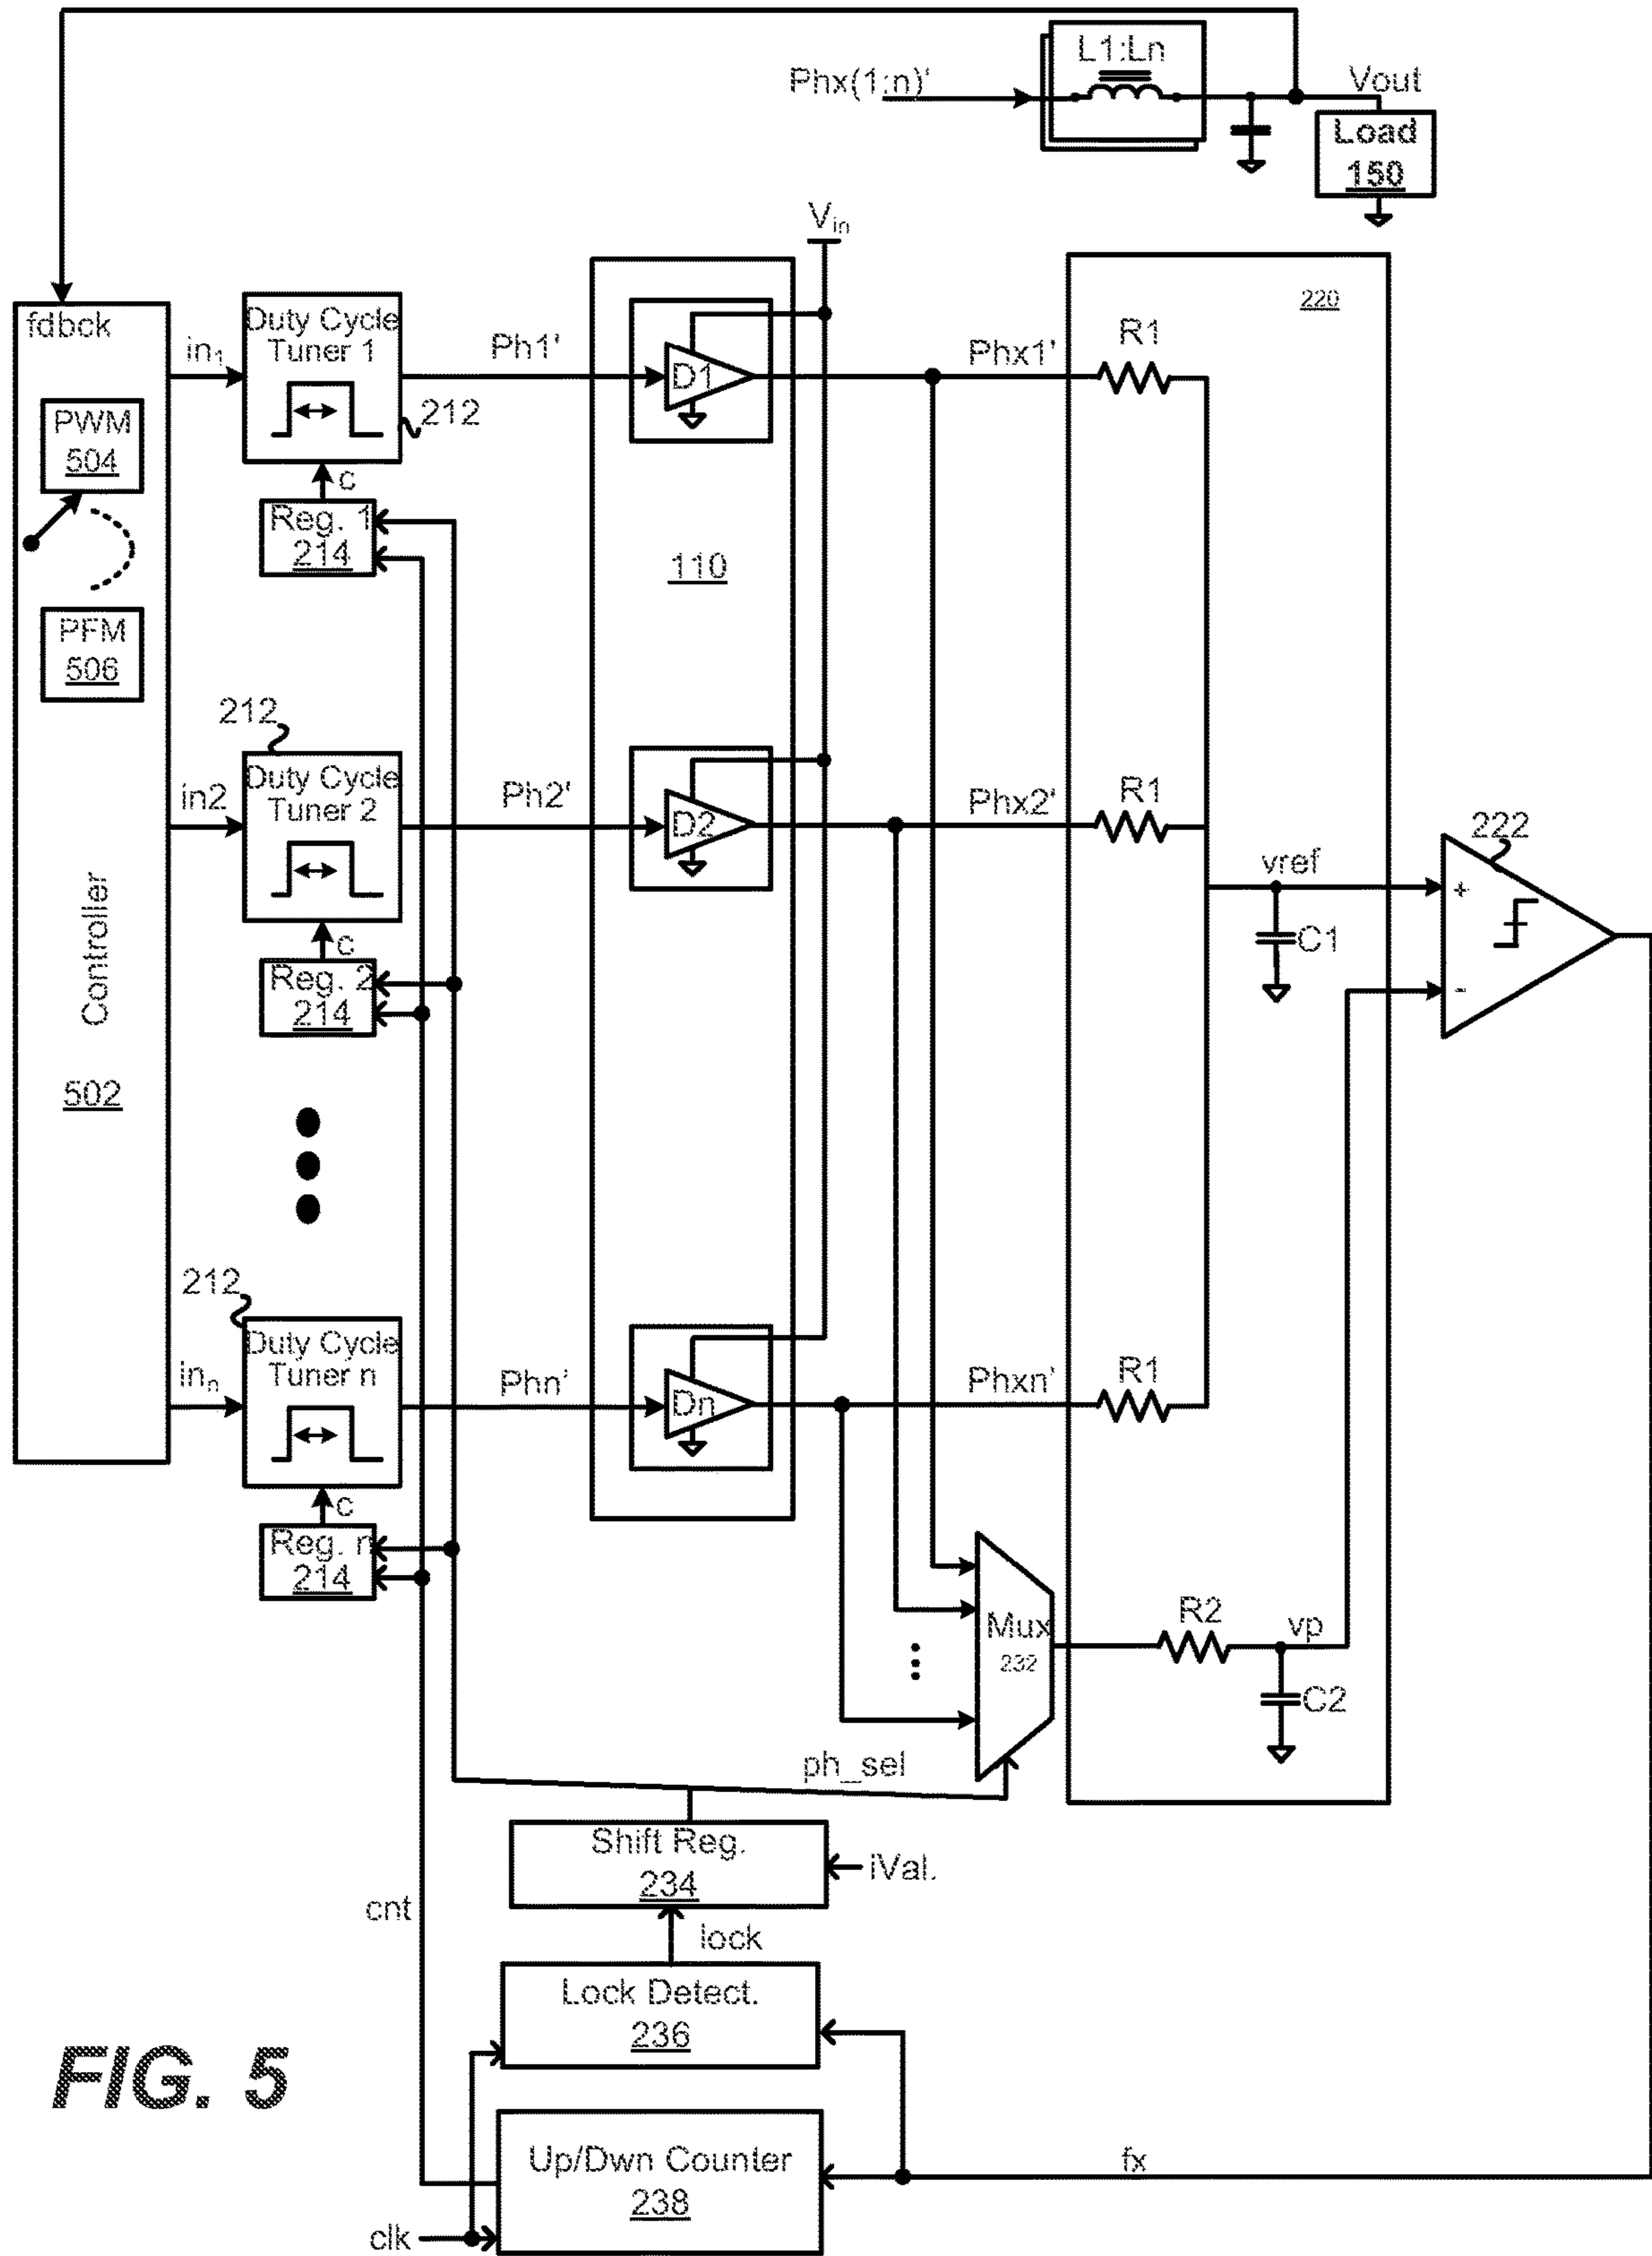 L1:Ln
Phx(1:n)'
Vout
Load
150
Vin
fdbck
Duty Cycle
Tuner 1
220
in1
Ph1'
D1
Phx1'
R1
PWM
504
212
c
Reg. 1
214
110
PFM
506
212
Duty Cycle
Tuner 2
in2
Ph2'
D2
Phx2'
R1
222
vref
+
C1
-
c
Reg. 2
214
Controller
502
212
Duty Cycle
Tuner n
inn
Phn'
Dn
Phxn'
R1
c
Reg. n
214
Mux
232
R2
vp
C2
ph_sel
Shift Reg.
234
iVal.
cnt
lock
Lock Detect.
236
FIG. 5
Up/Dwn Counter
238
fx
clk